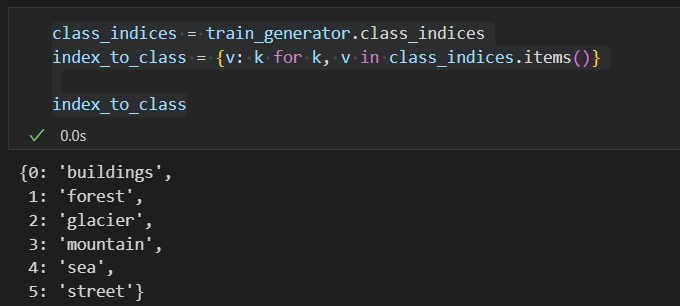 class_indices = train_generator.class_indices
index_to_class = {v: k for k, v in class_indices.items()}
index_to_class
0.0s
{0: 'buildings',
1: 'forest',
2: 'glacier',
3: 'mountain',
4: 'sea',
5: 'street'}